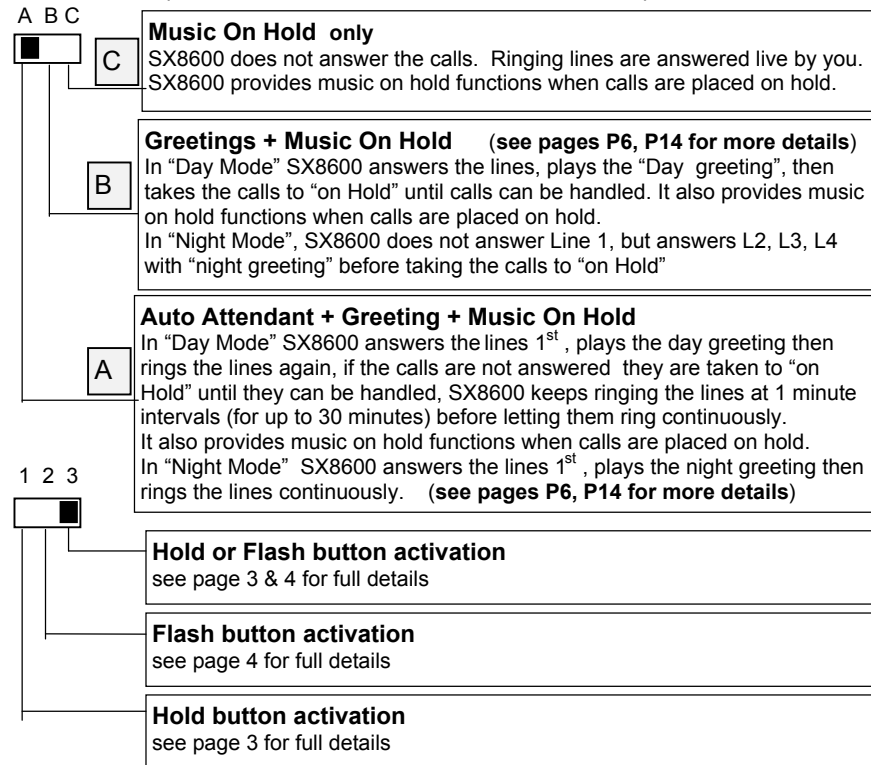 A B C
Music On Hold only
C
SX8600 does not answer the calls. Ringing lines are answered live by you.
SX8600 provides music on hold functions when calls are placed on hold.
Greetings + Music On Hold (see pages P6, P14 for more details)
B
In “Day Mode” SX8600 answers the lines, plays the “Day greeting”, then
takes the calls to “on Hold” until calls can be handled. It also provides music
on hold functions when calls are placed on hold.
In “Night Mode”, SX8600 does not answer Line 1, but answers L2, L3, L4
with “night greeting” before taking the calls to “on Hold”
Auto Attendant + Greeting + Music On Hold
A
In “Day Mode” SX8600 answers the lines 1st , plays the day greeting then
rings the lines again, if the calls are not answered they are taken to “on
Hold” until they can be handled, SX8600 keeps ringing the lines at 1 minute
intervals (for up to 30 minutes) before letting them ring continuously.
It also provides music on hold functions when calls are placed on hold.
In “Night Mode” SX8600 answers the lines 1st , plays the night greeting then
rings the lines continuously. (see pages P6, P14 for more details)
1 2 3
Hold or Flash button activation
see page 3 & 4 for full details
Flash button activation
see page 4 for full details
Hold button activation
see page 3 for full details